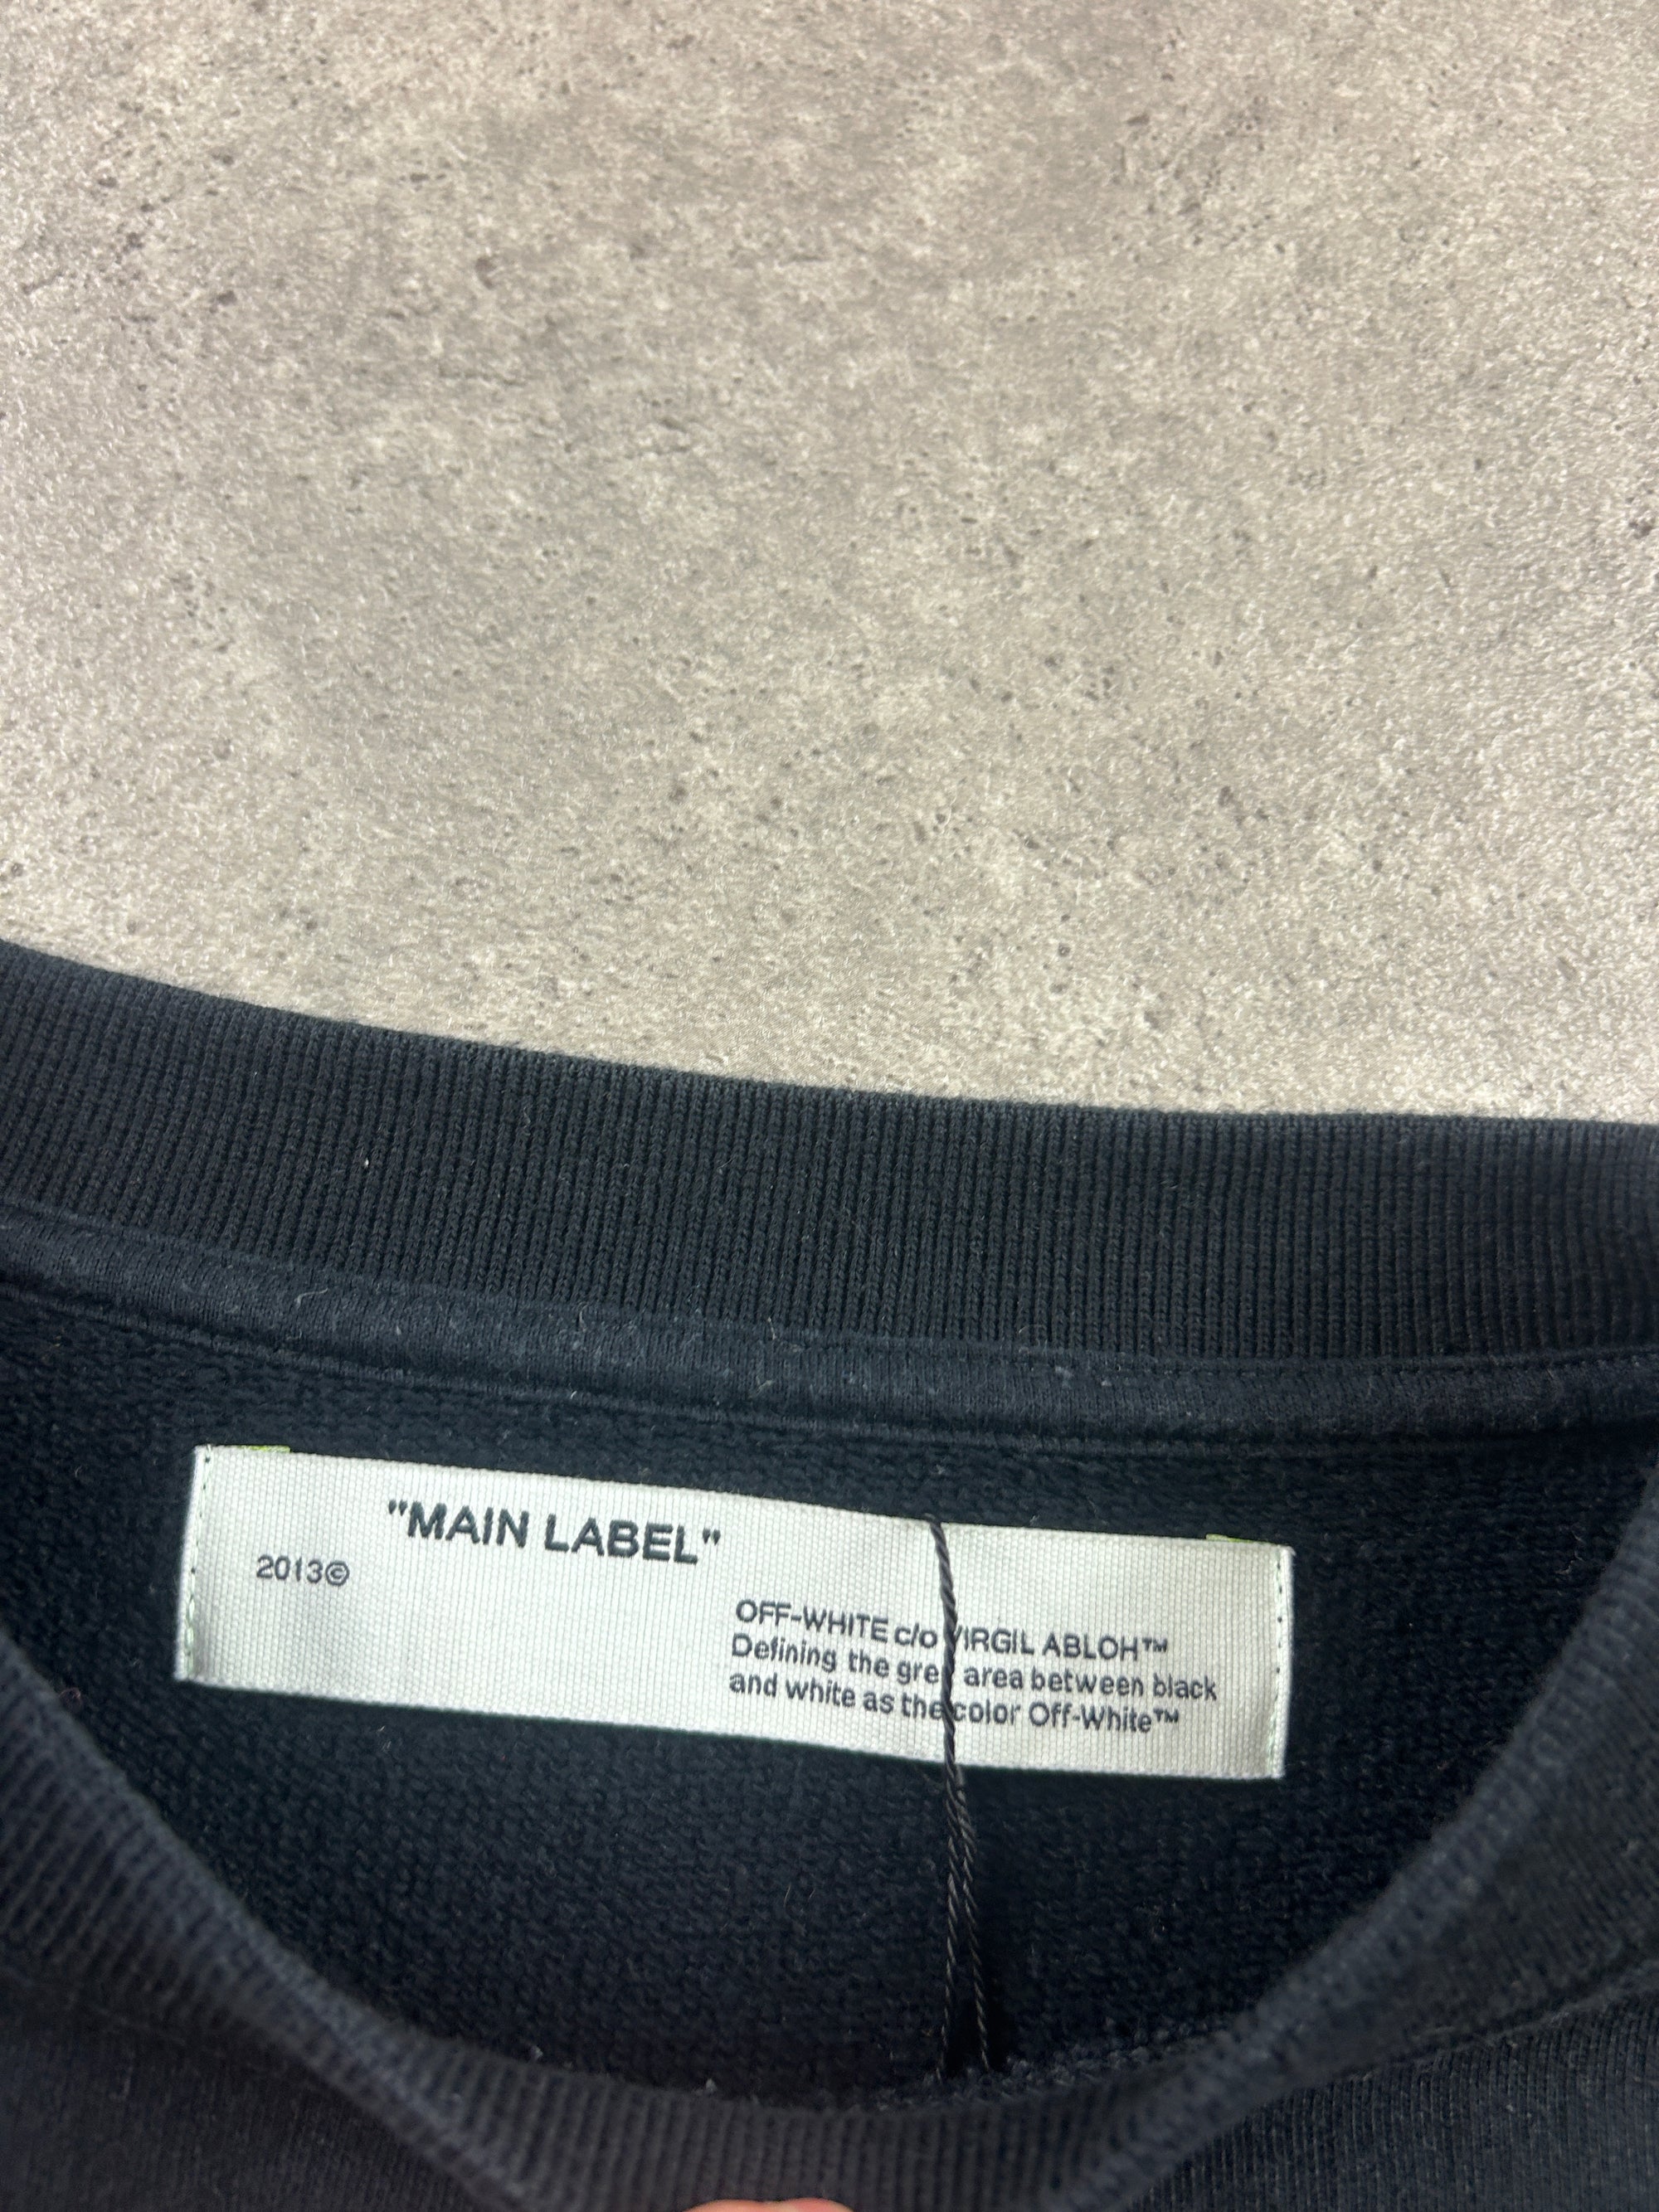 "MAIN LABEL"
2013©
OFF-WHITE c/o VIRGIL ABLOH™
Defining the grey area between black
and white as the color Off-White™